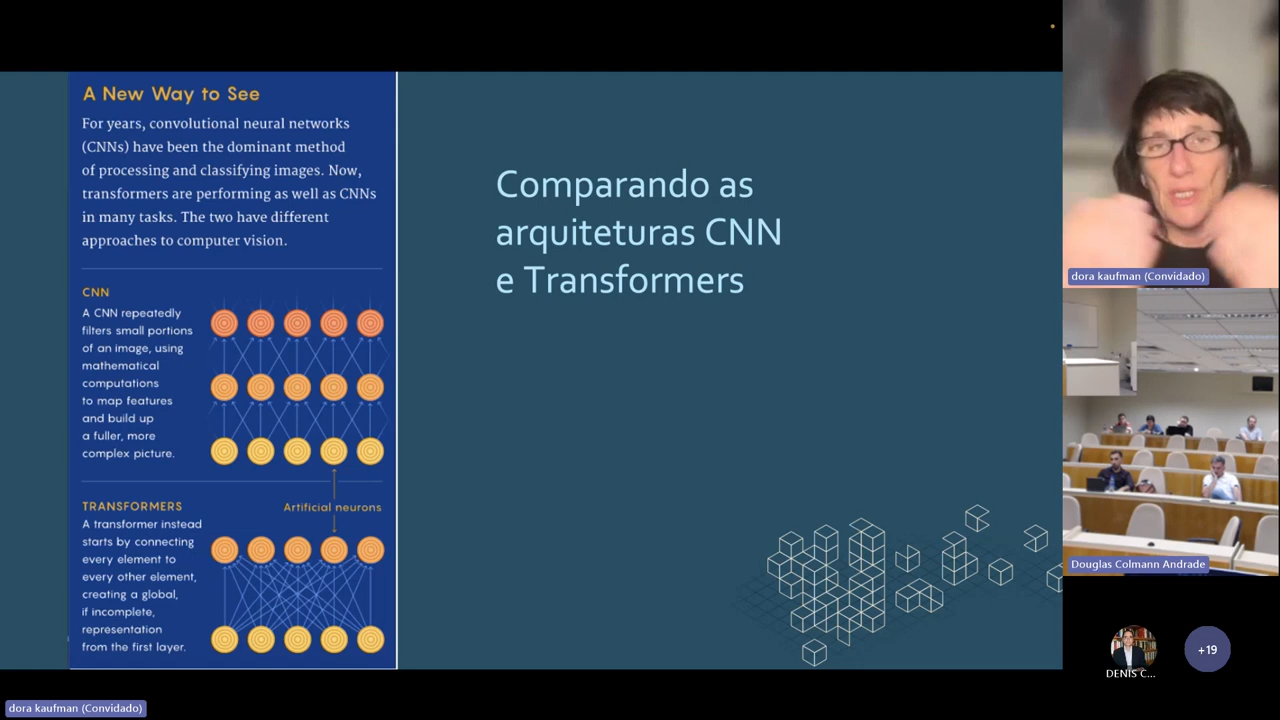 A New Way to See
For years, convolutional neural networks
(CNNs) have been the dominant method
of processing and classifying images. Now,
transformers are performing as well as CNNs
in many tasks. The two have different
approaches to computer vision.
CNN
A CNN repeatedly
filters small portions
of an image, using
mathematical
computations
to map features
and build up
a fuller, more
complex picture.
TRANSFORMERS
Artificial neurons
A transformer instead
starts by connecting
every element to
every other element,
creating a global,
if incomplete,
representation
from the first layer.
Comparando as
arquiteturas CNN
e Transformers
dora kaufman (Convidado)
Douglas Colmann Andrade
DENIS C...
+19
dora kaufman (Convidado)